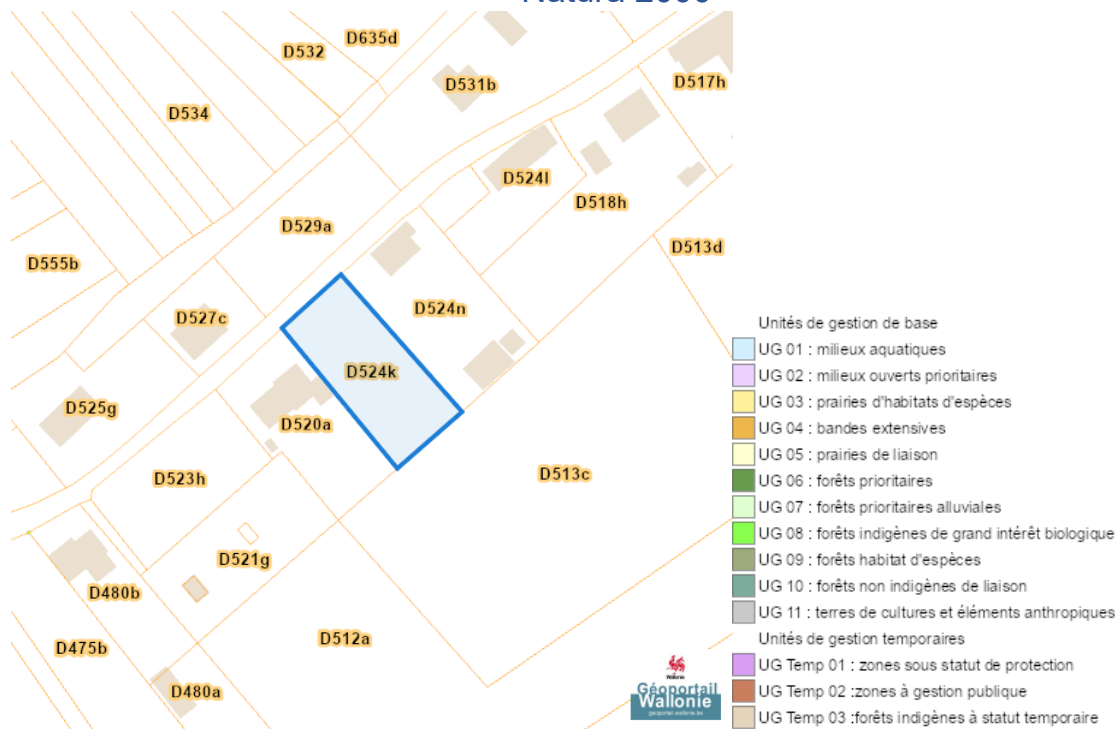 Natura 2000
D635d
D532
D531b
D517h
D534
D524l
D518h
D529a
D513d
D555b
D524n
D527c
D524k
D525g
D520a
D513c
D523h
D521g
D480b
D512a
D475b
D480a
Wallonie
Géoportail
Wallonie
geoportail.wallonie.be
Unités de gestion de base
UG 01 : milieux aquatiques
UG 02 : milieux ouverts prioritaires
UG 03 : prairies d'habitats d'espèces
UG 04 : bandes extensives
UG 05 : prairies de liaison
UG 06 : forêts prioritaires
UG 07 : forêts prioritaires alluviales
UG 08 : forêts indigènes de grand intérêt biologique
UG 09 : forêts habitat d'espèces
UG 10 : forêts non indigènes de liaison
UG 11 : terres de cultures et éléments anthropiques
Unités de gestion temporaires
UG Temp 01 : zones sous statut de protection
UG Temp 02 :zones à gestion publique
UG Temp 03 :forêts indigènes à statut temporaire